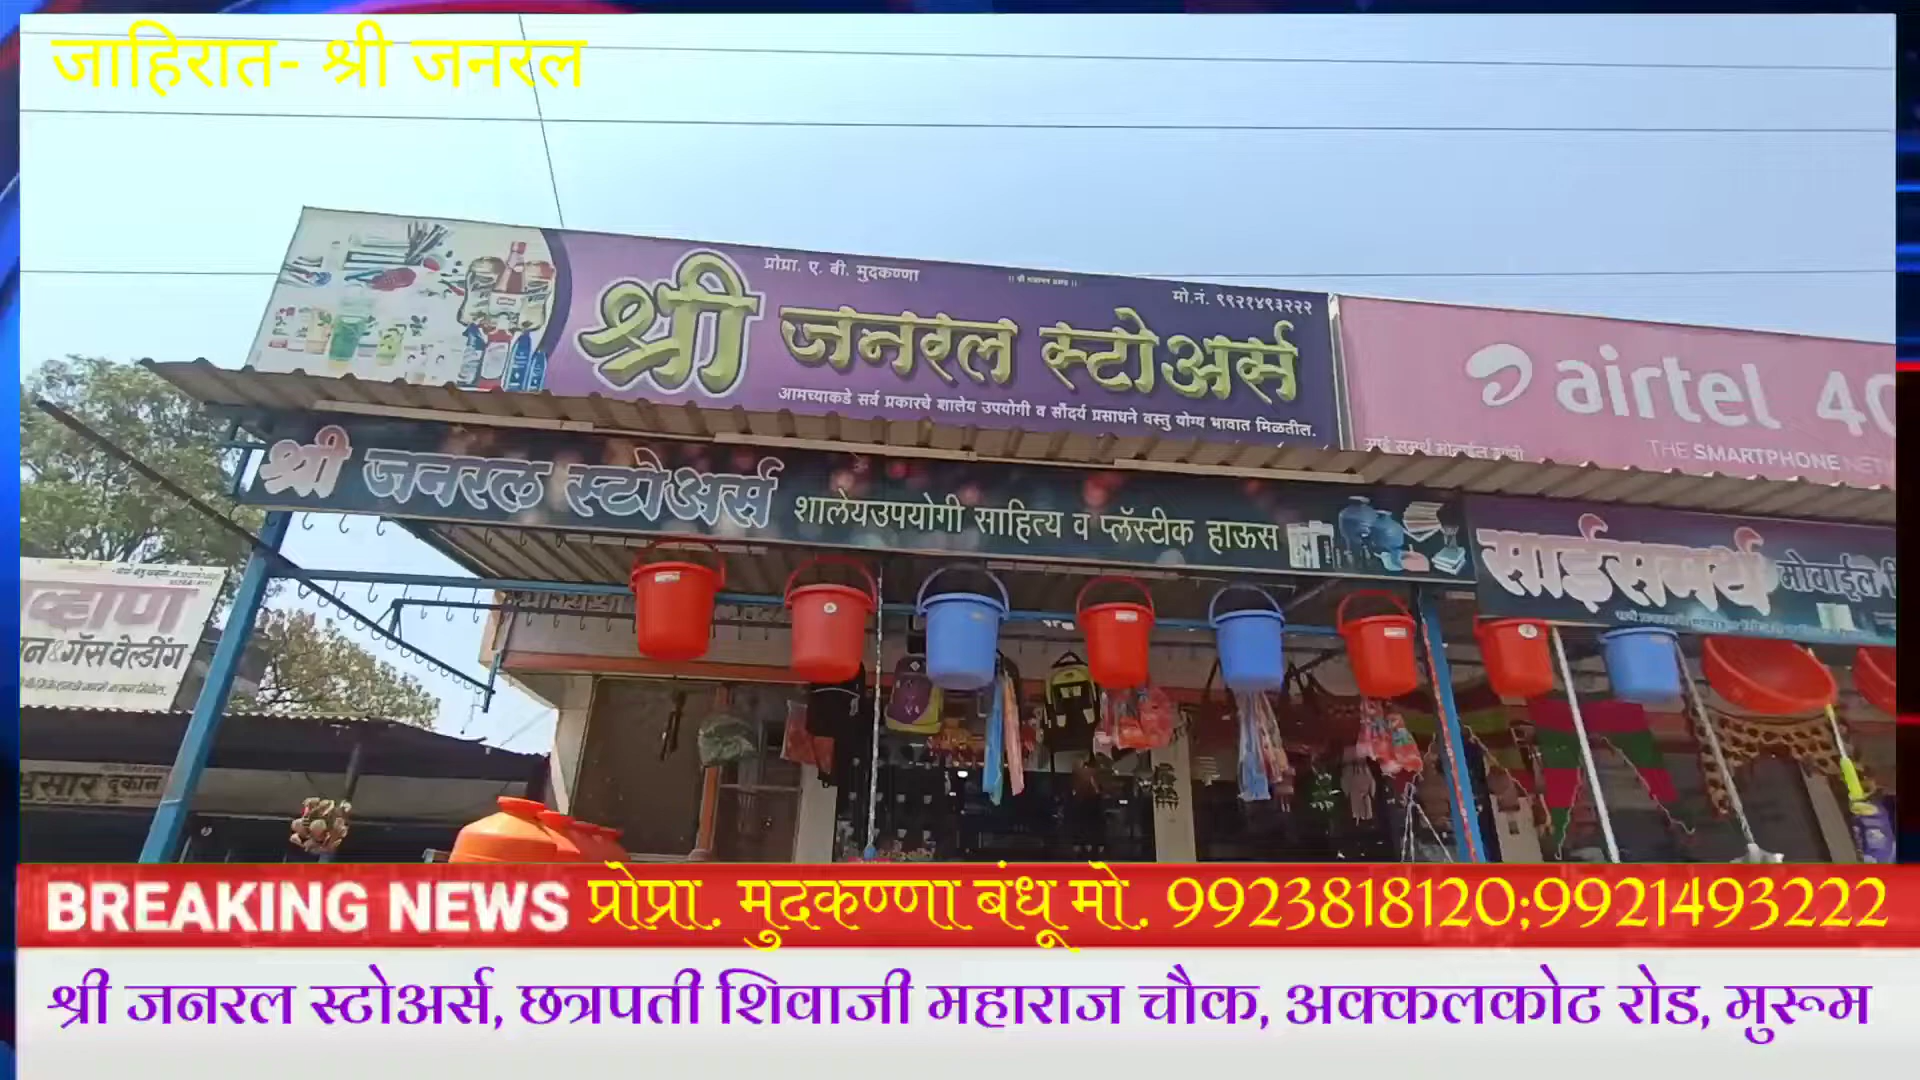 जाहिरात- श्री जनरल
प्रोप्रा. ए. बी. मुदकण्णा
मो.नं. ९९२१४९३२२२
श्री जनरल स्टोअर्स
आमच्याकडे सर्व प्रकारचे शालेय उपयोगी व सौंदर्य प्रसाधने वस्तु योग्य भावात मिळतील.
airtel 4G
THE SMARTPHONE NETW
श्री जनरल स्टोअर्स शालेयउपयोगी साहित्य व प्लॅस्टीक हाऊस
साईसमर्थ मोबाईल
व्हाण
न & गॅस वेल्डींग
दुकान
BREAKING NEWS प्रोप्रा. मुदकण्णा बंधू मो. 9923818120;9921493222
श्री जनरल स्टोअर्स, छत्रपती शिवाजी महाराज चौक, अक्कलकोट रोड, मुरूम